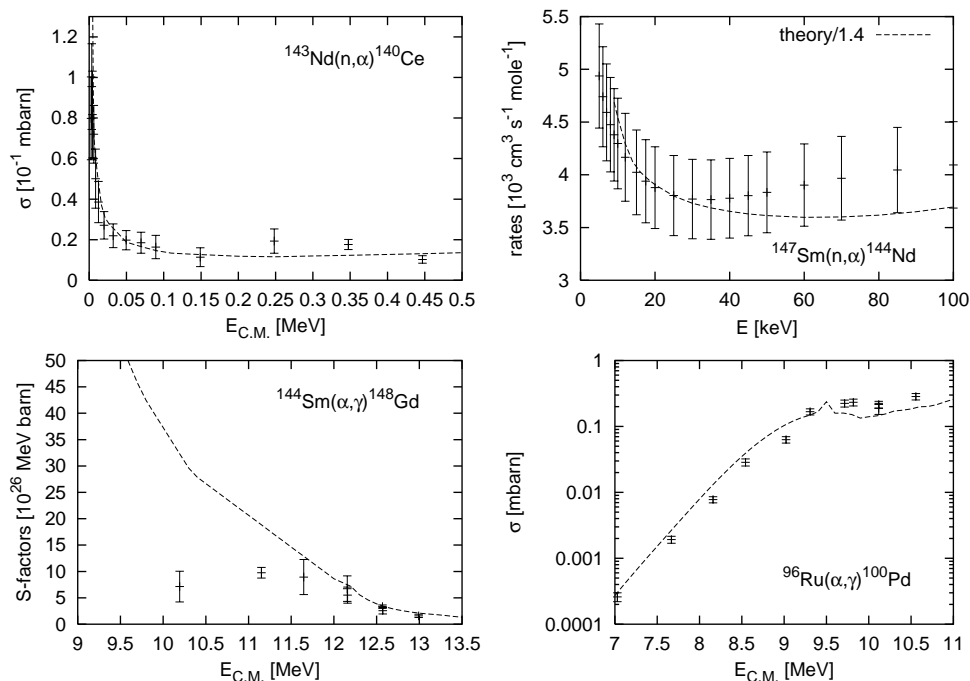 1.2
1
0.8
0.6
0.4
0.2
0
σ [10⁻¹ mbarn]
¹⁴³Nd(n,α)¹⁴⁰Ce
0 0.05 0.1 0.15 0.2 0.25 0.3 0.35 0.4 0.45 0.5
E_C.M. [MeV]
5.5
5
4.5
4
3.5
3
rates [10³ cm³ s⁻¹ mole⁻¹]
theory/1.4
¹⁴⁷Sm(n,α)¹⁴⁴Nd
0 20 40 60 80 100
E [keV]
50
45
40
35
30
25
20
15
10
5
0
S-factors [10²⁶ MeV barn]
¹⁴⁴Sm(α,γ)¹⁴⁸Gd
9 9.5 10 10.5 11 11.5 12 12.5 13 13.5
E_C.M. [MeV]
1
0.1
0.01
0.001
0.0001
σ [mbarn]
⁹⁶Ru(α,γ)¹⁰⁰Pd
7 7.5 8 8.5 9 9.5 10 10.5 11
E_C.M. [MeV]